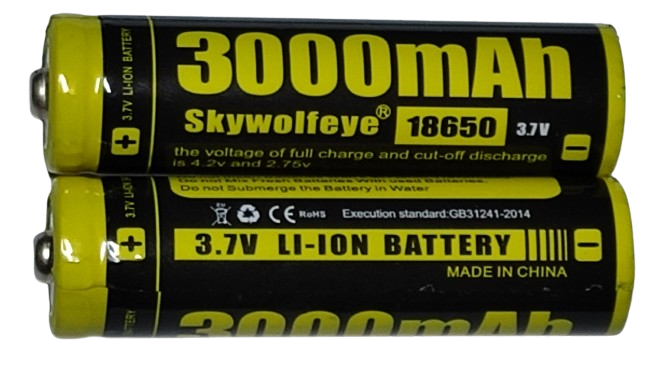 3.7V LI-ION BATTERY
+
3000mAh
Skywolfeye®
18650 3.7V
the voltage of full charge and cut-off discharge
is 4.2v and 2.75v
−
3.7V LI-ION
+
Do not Mix Fresh Batteries With used Batteries.
Do not Submerge the Battery in Water
CE RoHS Execution standard:GB31241-2014
3.7V LI-ION BATTERY
−
MADE IN CHINA
BATTERY
3000mAh